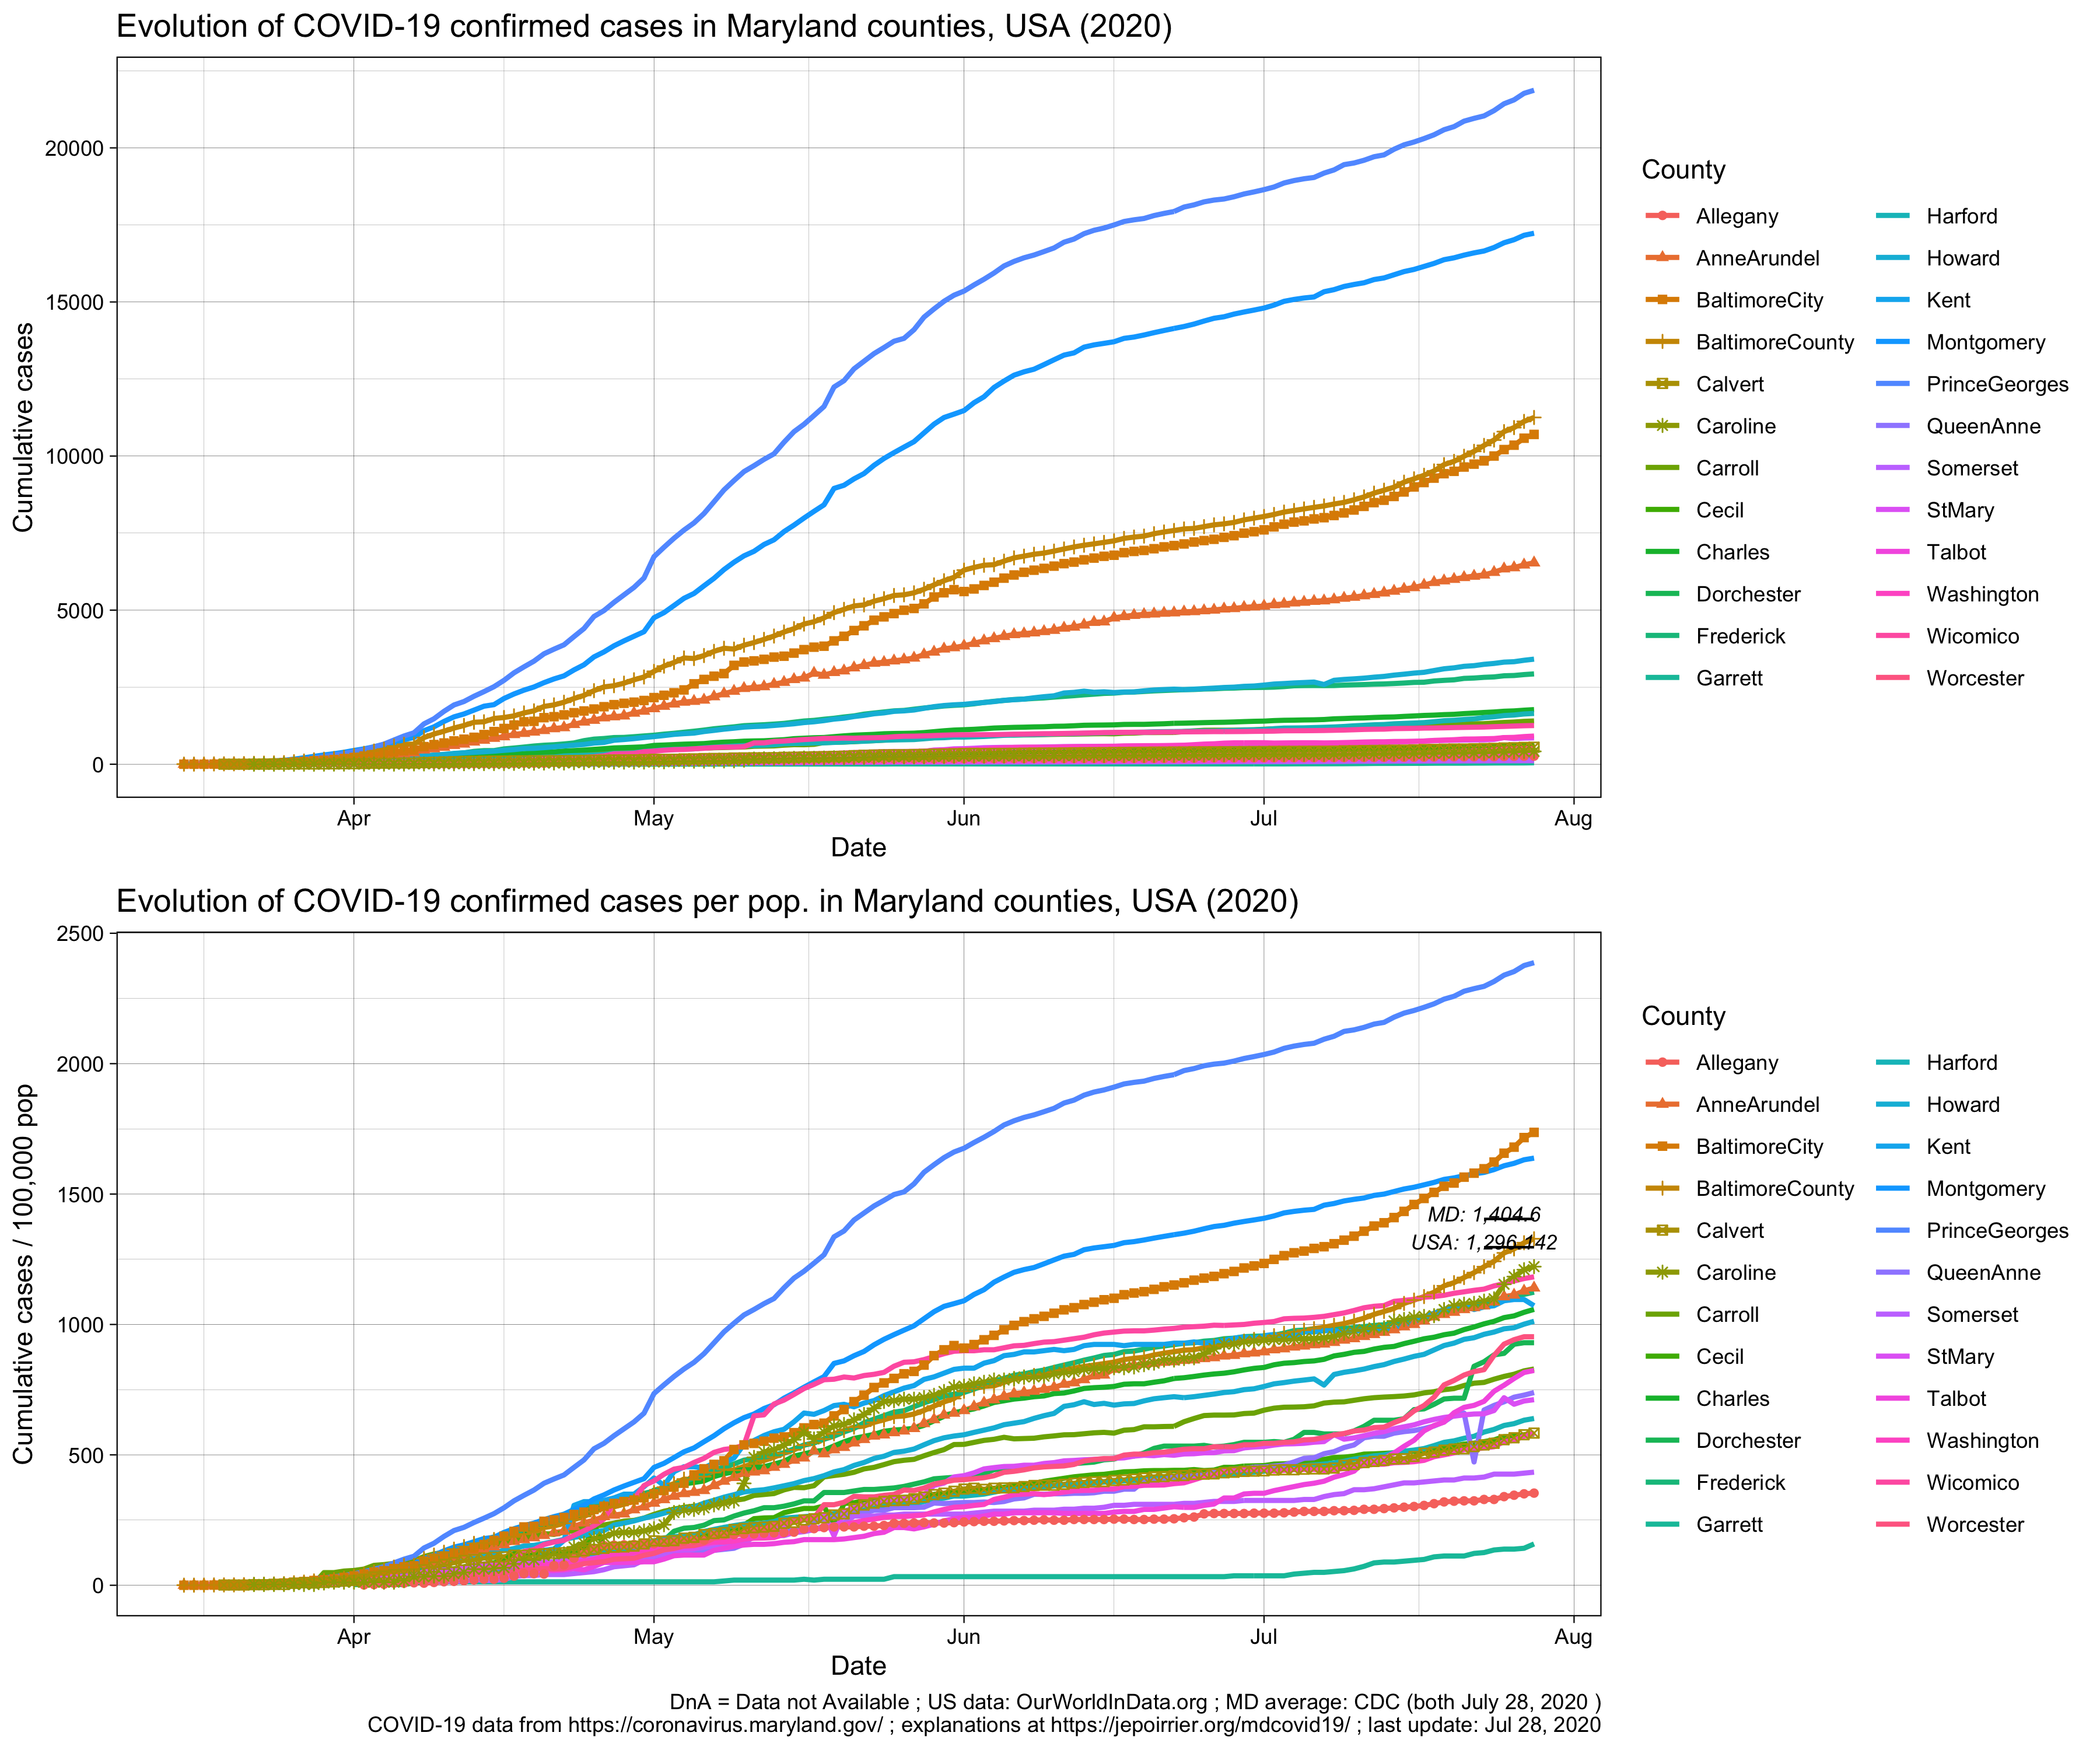 Evolution of COVID-19 confirmed cases in Maryland counties, USA (2020)
Cumulative cases
20000
15000
10000
5000
0
Apr
May
Jun
Jul
Aug
Date
County
Allegany
AnneArundel
BaltimoreCity
BaltimoreCounty
Calvert
Caroline
Carroll
Cecil
Charles
Dorchester
Frederick
Garrett
Harford
Howard
Kent
Montgomery
PrinceGeorges
QueenAnne
Somerset
StMary
Talbot
Washington
Wicomico
Worcester
Evolution of COVID-19 confirmed cases per pop. in Maryland counties, USA (2020)
Cumulative cases / 100,000 pop
2500
2000
1500
1000
500
0
MD: 1,404.6
USA: 1,296.142
Apr
May
Jun
Jul
Aug
Date
County
Allegany
AnneArundel
BaltimoreCity
BaltimoreCounty
Calvert
Caroline
Carroll
Cecil
Charles
Dorchester
Frederick
Garrett
Harford
Howard
Kent
Montgomery
PrinceGeorges
QueenAnne
Somerset
StMary
Talbot
Washington
Wicomico
Worcester
DnA = Data not Available ; US data: OurWorldInData.org ; MD average: CDC (both July 28, 2020 )
COVID-19 data from https://coronavirus.maryland.gov/ ; explanations at https://jepoirrier.org/mdcovid19/ ; last update: Jul 28, 2020